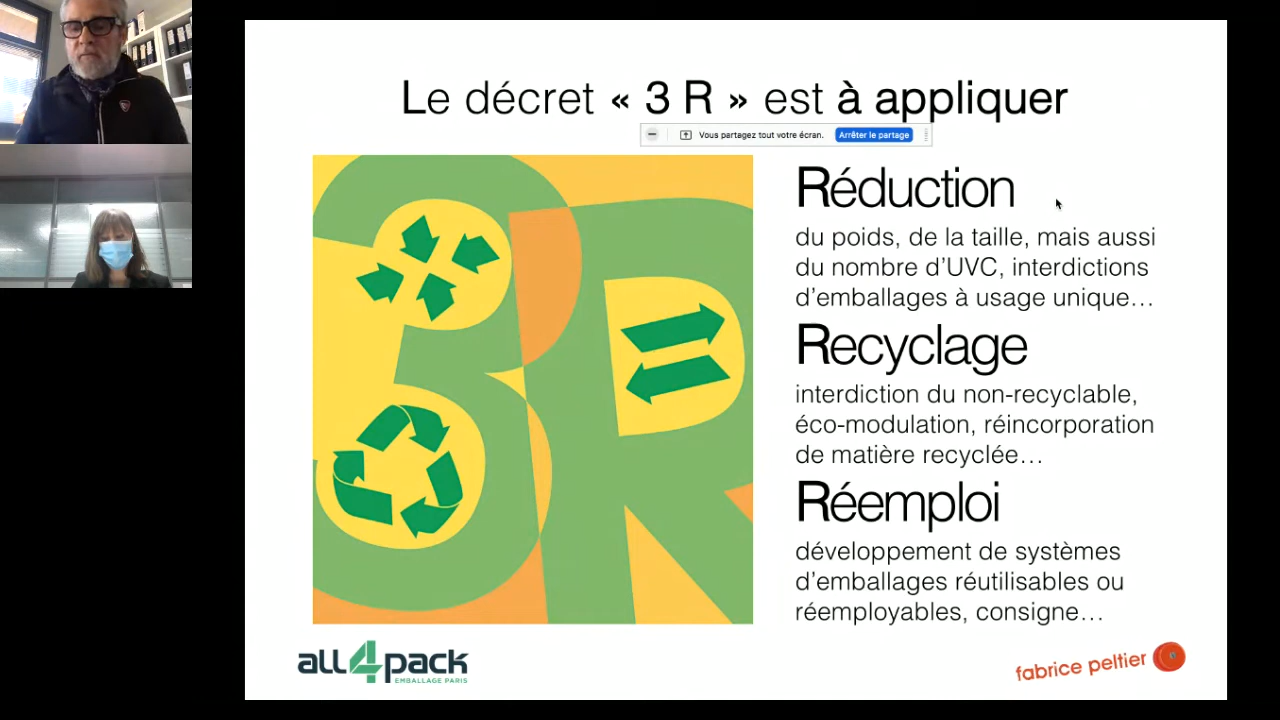 Le décret « 3 R » est à appliquer
Vous partagez tout votre écran. Arrêter le partage
3R
Réduction
du poids, de la taille, mais aussi
du nombre d’UVC, interdictions
d’emballages à usage unique…
Recyclage
interdiction du non-recyclable,
éco-modulation, réincorporation
de matière recyclée…
Réemploi
développement de systèmes
d’emballages réutilisables ou
réemployables, consigne…
all4pack
EMBALLAGE PARIS
fabrice peltier